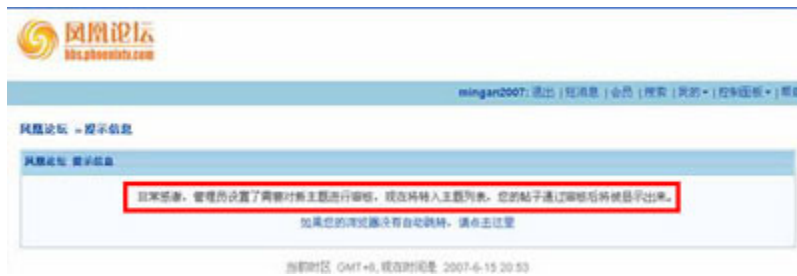 凤凰论坛
bbs.phoenixtv.com
mingan2007: 退出 | 短消息 | 会员 | 搜索 | 我的 | 控制面板 | 帮助
凤凰论坛 » 提示信息
凤凰论坛 提示信息
非常感谢，管理员设置了需要对新主题进行审核，现在将转入主题列表，您的帖子通过审核后将被显示出来。
如果您的浏览器没有自动跳转，请点击这里
当前时区 GMT+8, 现在时间是 2007-6-15 20:53